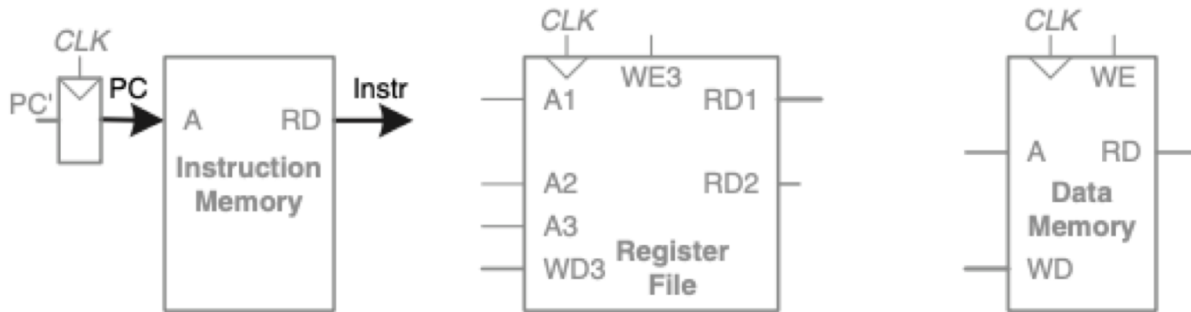 CLK
PC'
PC
A
RD
Instruction
Memory
Instr
CLK
WE3
A1
RD1
A2
RD2
A3
WD3
Register
File
CLK
WE
A
RD
Data
Memory
WD